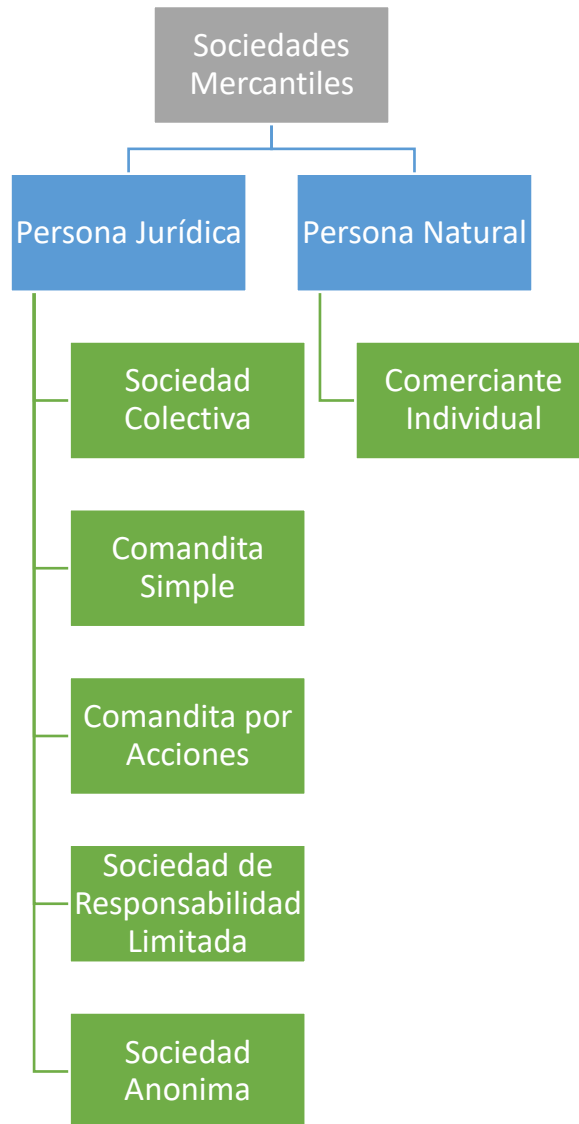 Sociedades
Mercantiles
Persona Jurídica
Persona Natural
Sociedad
Colectiva
Comerciante
Individual
Comandita
Simple
Comandita por
Acciones
Sociedad de
Responsabilidad
Limitada
Sociedad
Anonima